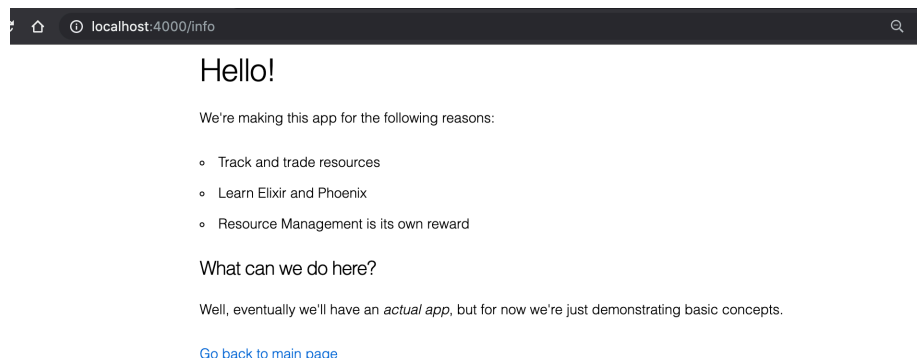 localhost:4000/info
Hello!
We're making this app for the following reasons:
Track and trade resources
Learn Elixir and Phoenix
Resource Management is its own reward
What can we do here?
Well, eventually we'll have an actual app, but for now we're just demonstrating basic concepts.
Go back to main page